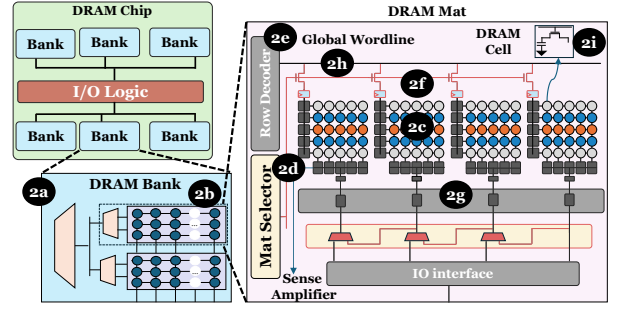 DRAM Chip
Bank
Bank
Bank
I/O Logic
Bank
Bank
Bank
2a
DRAM Bank
2b
DRAM Mat
2e
Global Wordline
DRAM
Cell
2i
2h
2f
Row Decoder
2c
2d
Mat Selector
2g
IO interface
Sense
Amplifier